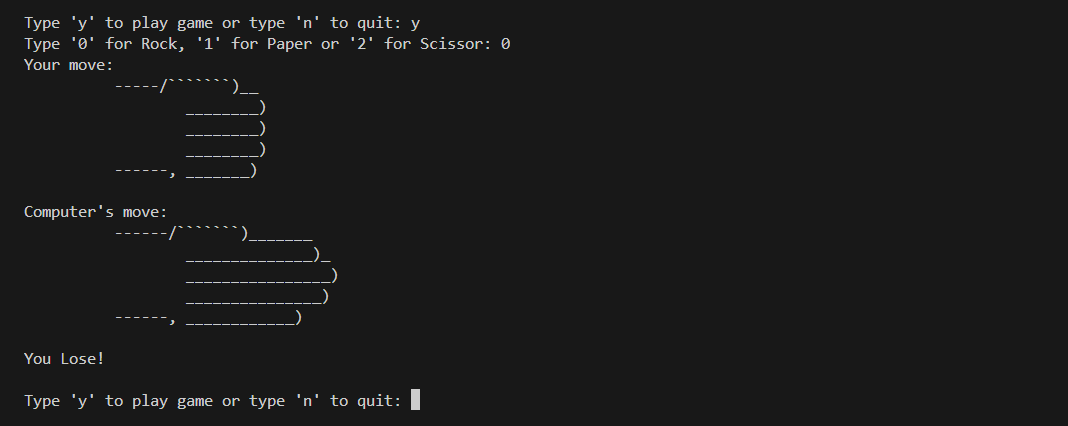 Type 'y' to play game or type 'n' to quit: y
Type '0' for Rock, '1' for Paper or '2' for Scissor: 0
Your move:
          -----/```````)__
                  ________)
                  ________)
                  ________)
          ------, _______)
Computer's move:
          ------/```````)_______
                  ______________)_
                  ________________)
                  _______________)
          ------, ____________)
You Lose!
Type 'y' to play game or type 'n' to quit: